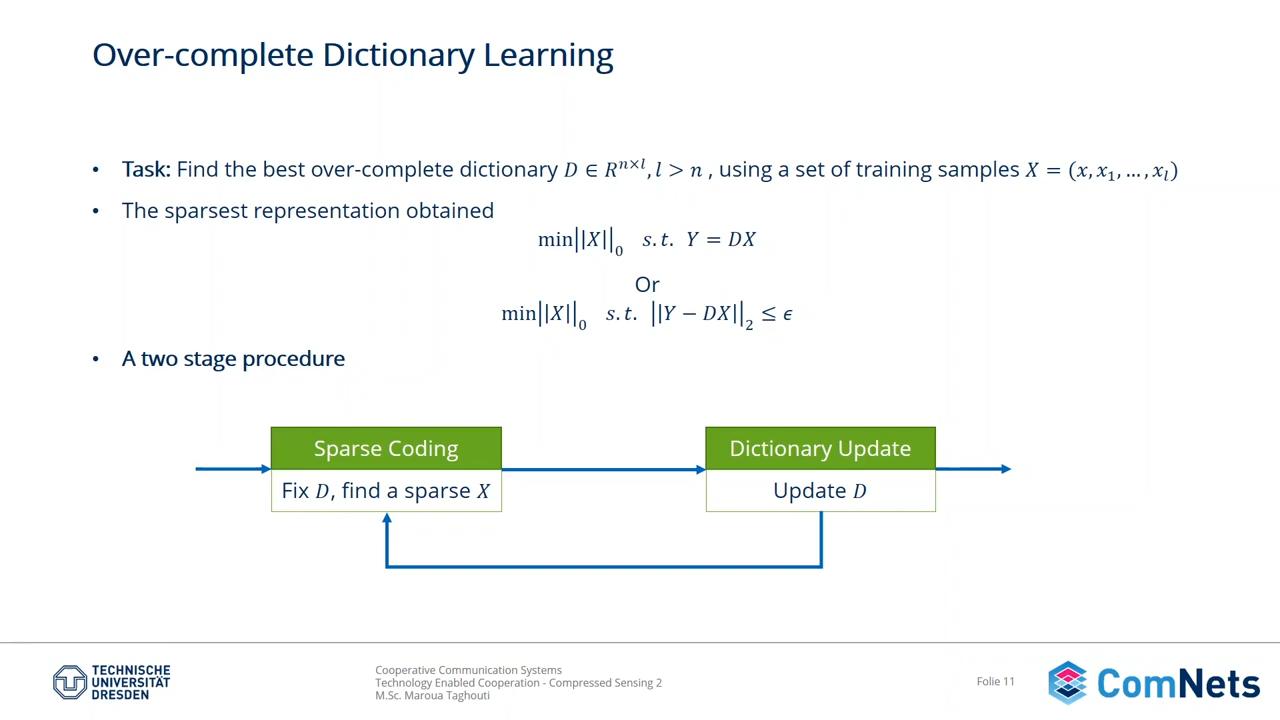 Over-complete Dictionary Learning
• Task: Find the best over-complete dictionary D ∈ R^{n×l}, l > n , using a set of training samples X = (x, x_1, ..., x_l)
• The sparsest representation obtained
min||X||_0 s.t. Y = DX
Or
min||X||_0 s.t. ||Y − DX||_2 ≤ ϵ
• A two stage procedure
Sparse Coding
Fix D, find a sparse X
Dictionary Update
Update D
TECHNISCHE
UNIVERSITÄT
DRESDEN
Cooperative Communication Systems
Technology Enabled Cooperation - Compressed Sensing 2
M.Sc. Maroua Taghouti
Folie 11
ComNets